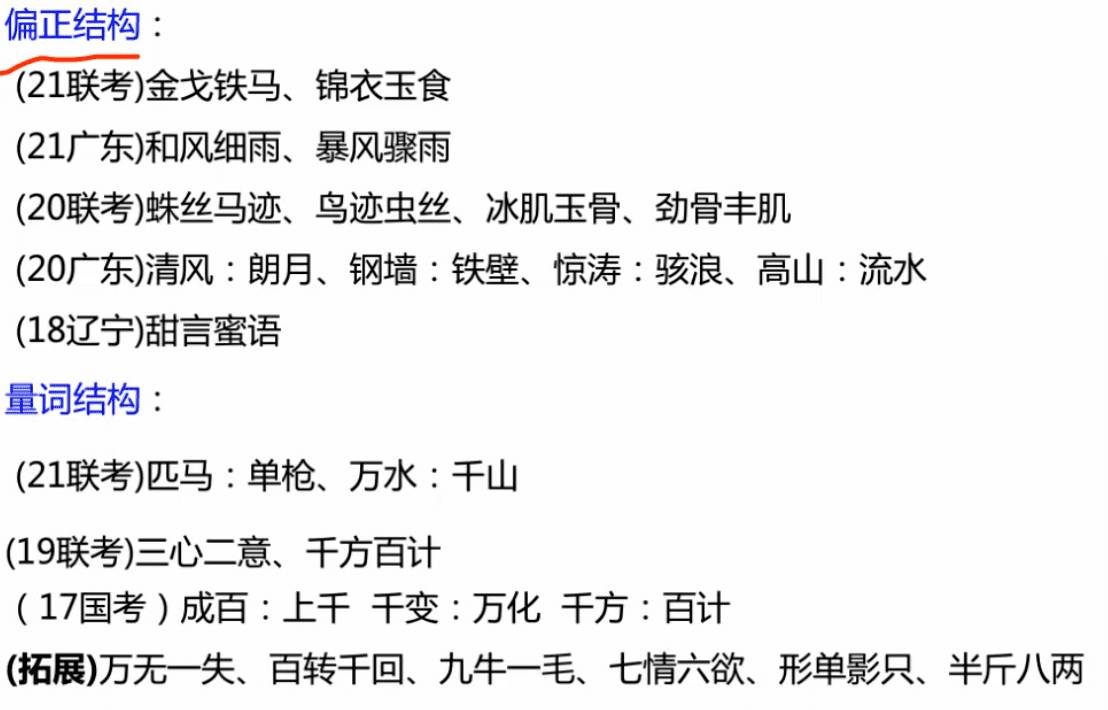 偏正结构：
(21联考)金戈铁马、锦衣玉食
(21广东)和风细雨、暴风骤雨
(20联考)蛛丝马迹、鸟迹虫丝、冰肌玉骨、劲骨丰肌
(20广东)清风：朗月、钢墙：铁壁、惊涛：骇浪、高山：流水
(18辽宁)甜言蜜语
量词结构：
(21联考)匹马：单枪、万水：千山
(19联考)三心二意、千方百计
（17国考）成百：上千 千变：万化 千方：百计
(拓展)万无一失、百转千回、九牛一毛、七情六欲、形单影只、半斤八两